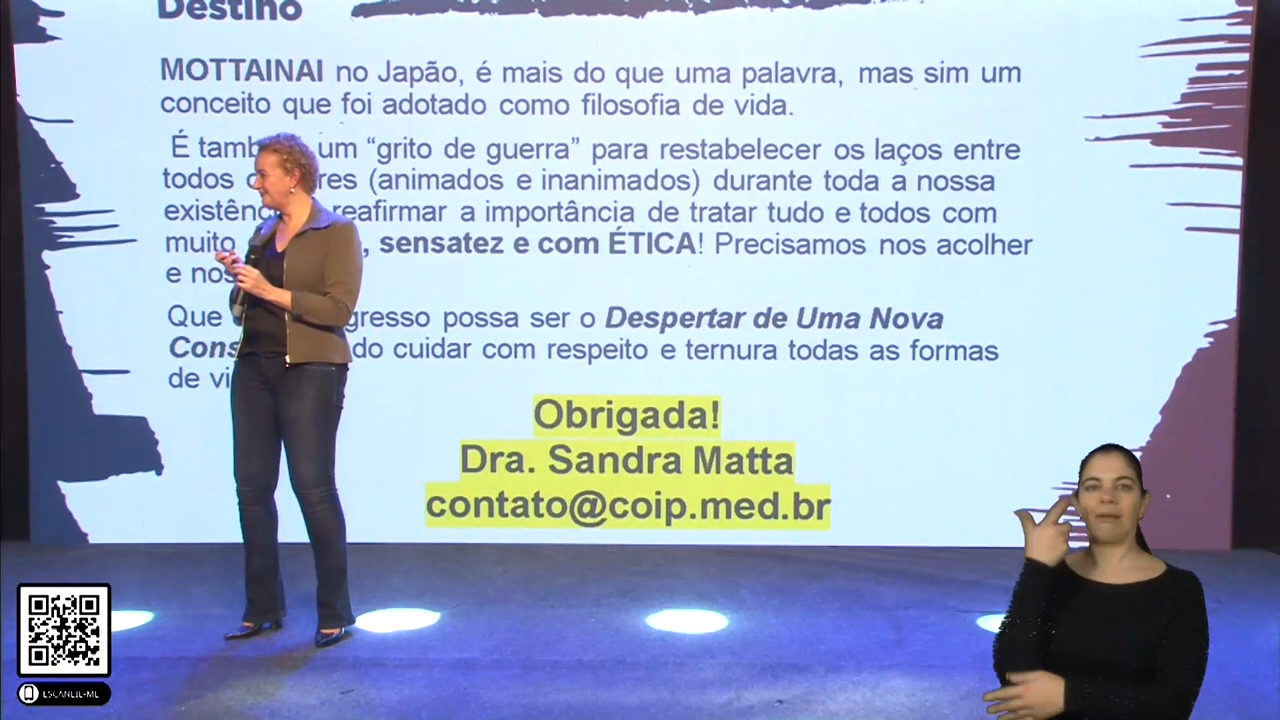 Destino
MOTTAINAI no Japão, é mais do que uma palavra, mas sim um
conceito que foi adotado como filosofia de vida.
É também um “grito de guerra” para restabelecer os laços entre
todos res (animados e inanimados) durante toda a nossa
existênc reafirmar a importância de tratar tudo e todos com
muito , sensatez e com ÉTICA! Precisamos nos acolher
e nos
Que gresso possa ser o Despertar de Uma Nova
Cons do cuidar com respeito e ternura todas as formas
de vi
Obrigada!
Dra. Sandra Matta
contato@coip.med.br
ESCANEIE-ME